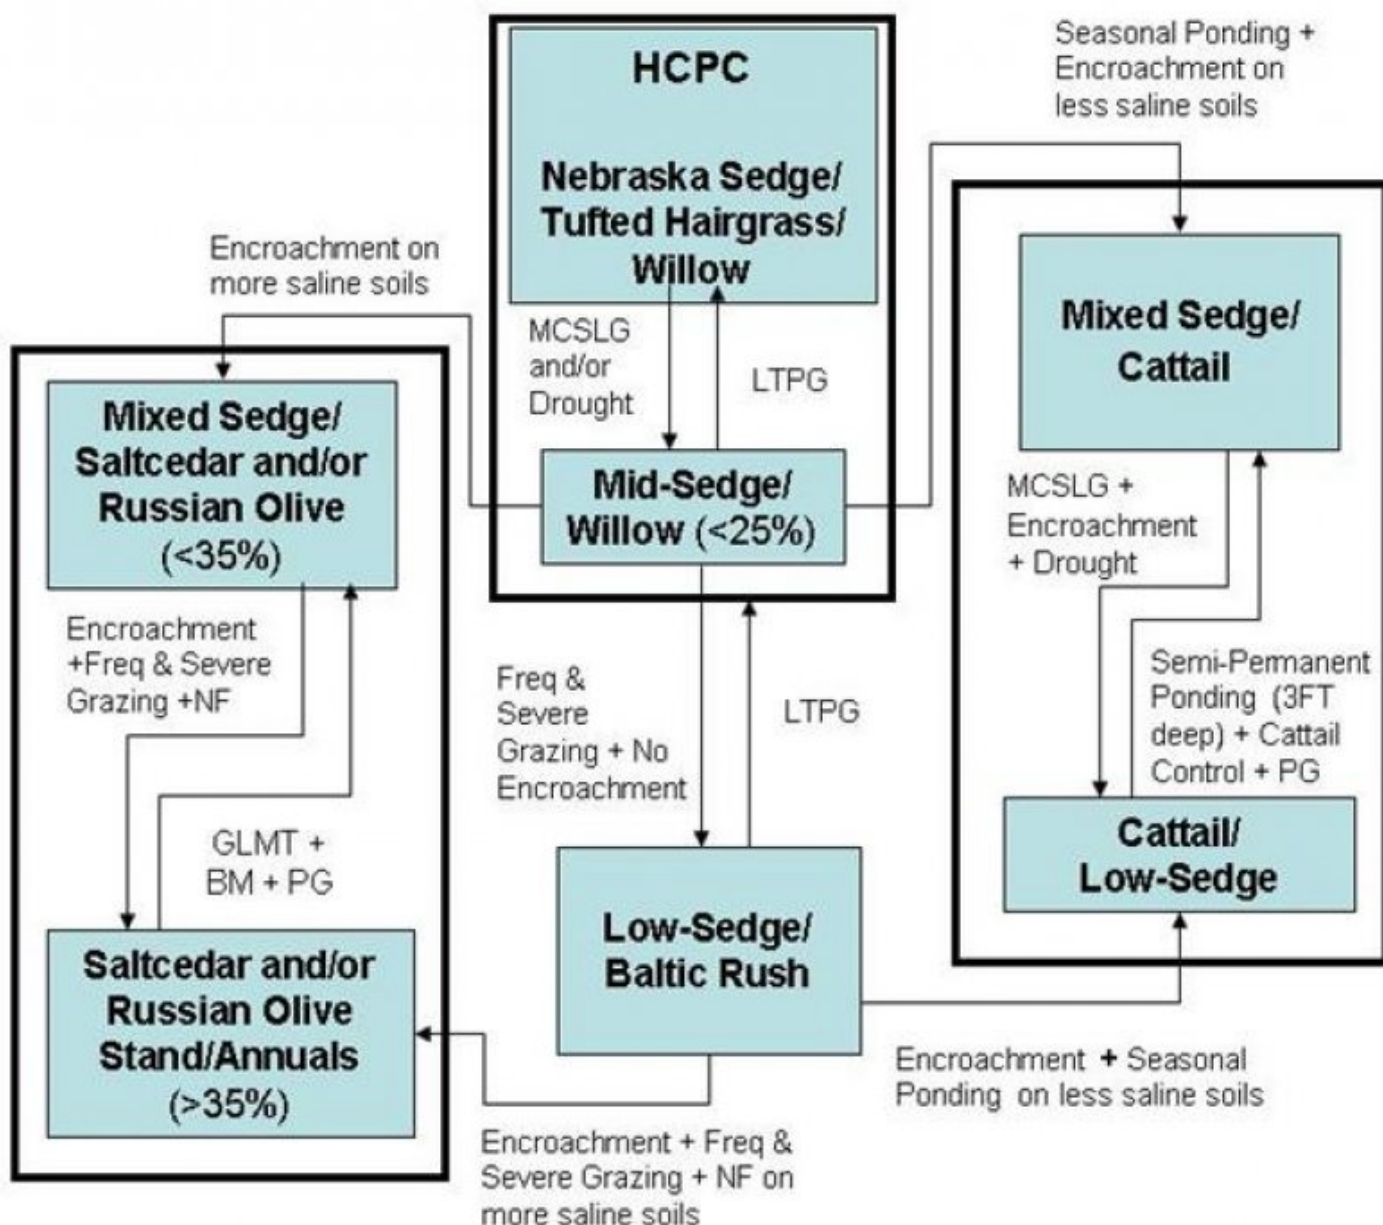 HCPC
Nebraska Sedge/
Tufted Hairgrass/
Willow
Seasonal Ponding +
Encroachment on
less saline soils
Encroachment on
more saline soils
MCSLG
and/or
Drought
LTPG
Mixed Sedge/
Cattail
Mixed Sedge/
Saltcedar and/or
Russian Olive
(<35%)
Mid-Sedge/
Willow (<25%)
MCSLG +
Encroachment
+ Drought
Encroachment
+Freq & Severe
Grazing +NF
Freq &
Severe
Grazing + No
Encroachment
LTPG
Semi-Permanent
Ponding (3FT
deep) + Cattail
Control + PG
GLMT +
BM + PG
Cattail/
Low-Sedge
Low-Sedge/
Baltic Rush
Saltcedar and/or
Russian Olive
Stand/Annuals
(>35%)
Encroachment + Seasonal
Ponding on less saline soils
Encroachment + Freq &
Severe Grazing + NF on
more saline soils